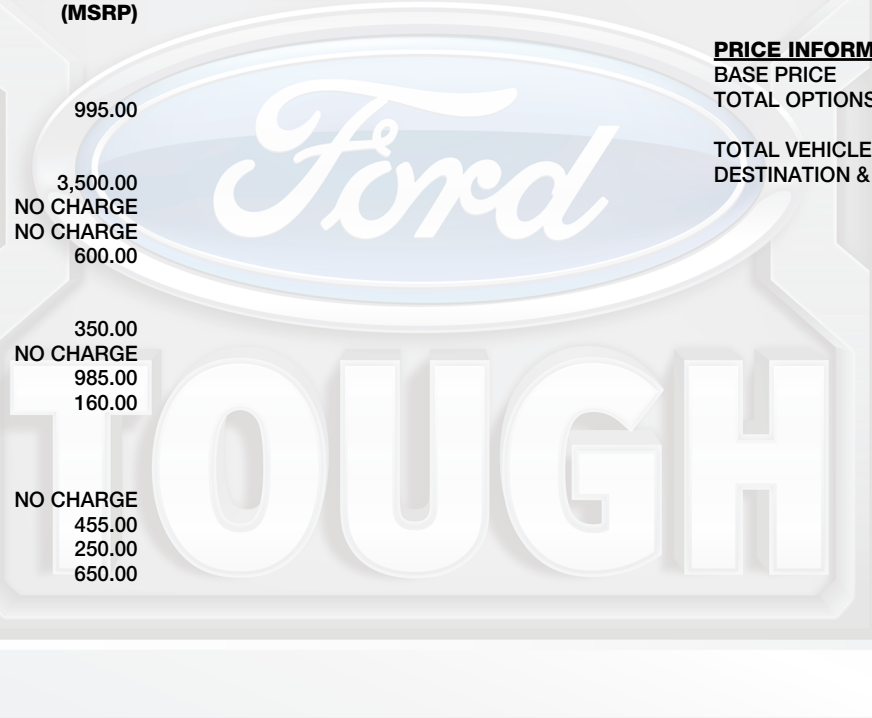 (MSRP)
995.00
3,500.00
NO CHARGE
NO CHARGE
600.00
350.00
NO CHARGE
985.00
160.00
NO CHARGE
455.00
250.00
650.00
PRICE INFORM
BASE PRICE
TOTAL OPTIONS
TOTAL VEHICLE
DESTINATION &
Ford
TOUGH